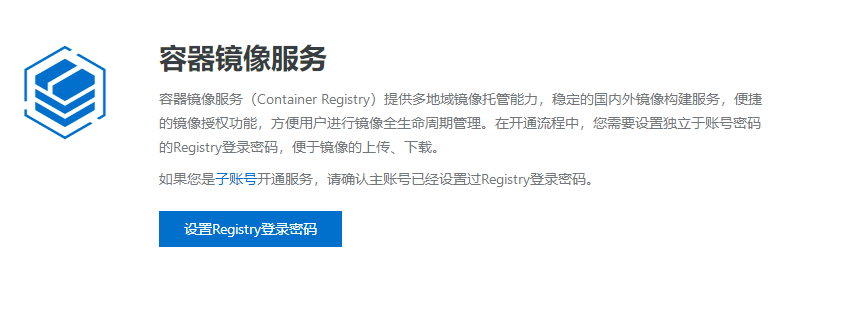 容器镜像服务
容器镜像服务（Container Registry）提供多地域镜像托管能力，稳定的国内外镜像构建服务，便捷
的镜像授权功能，方便用户进行镜像全生命周期管理。在开通流程中，您需要设置独立于账号密码
的Registry登录密码，便于镜像的上传、下载。
如果您是子账号开通服务，请确认主账号已经设置过Registry登录密码。
设置Registry登录密码